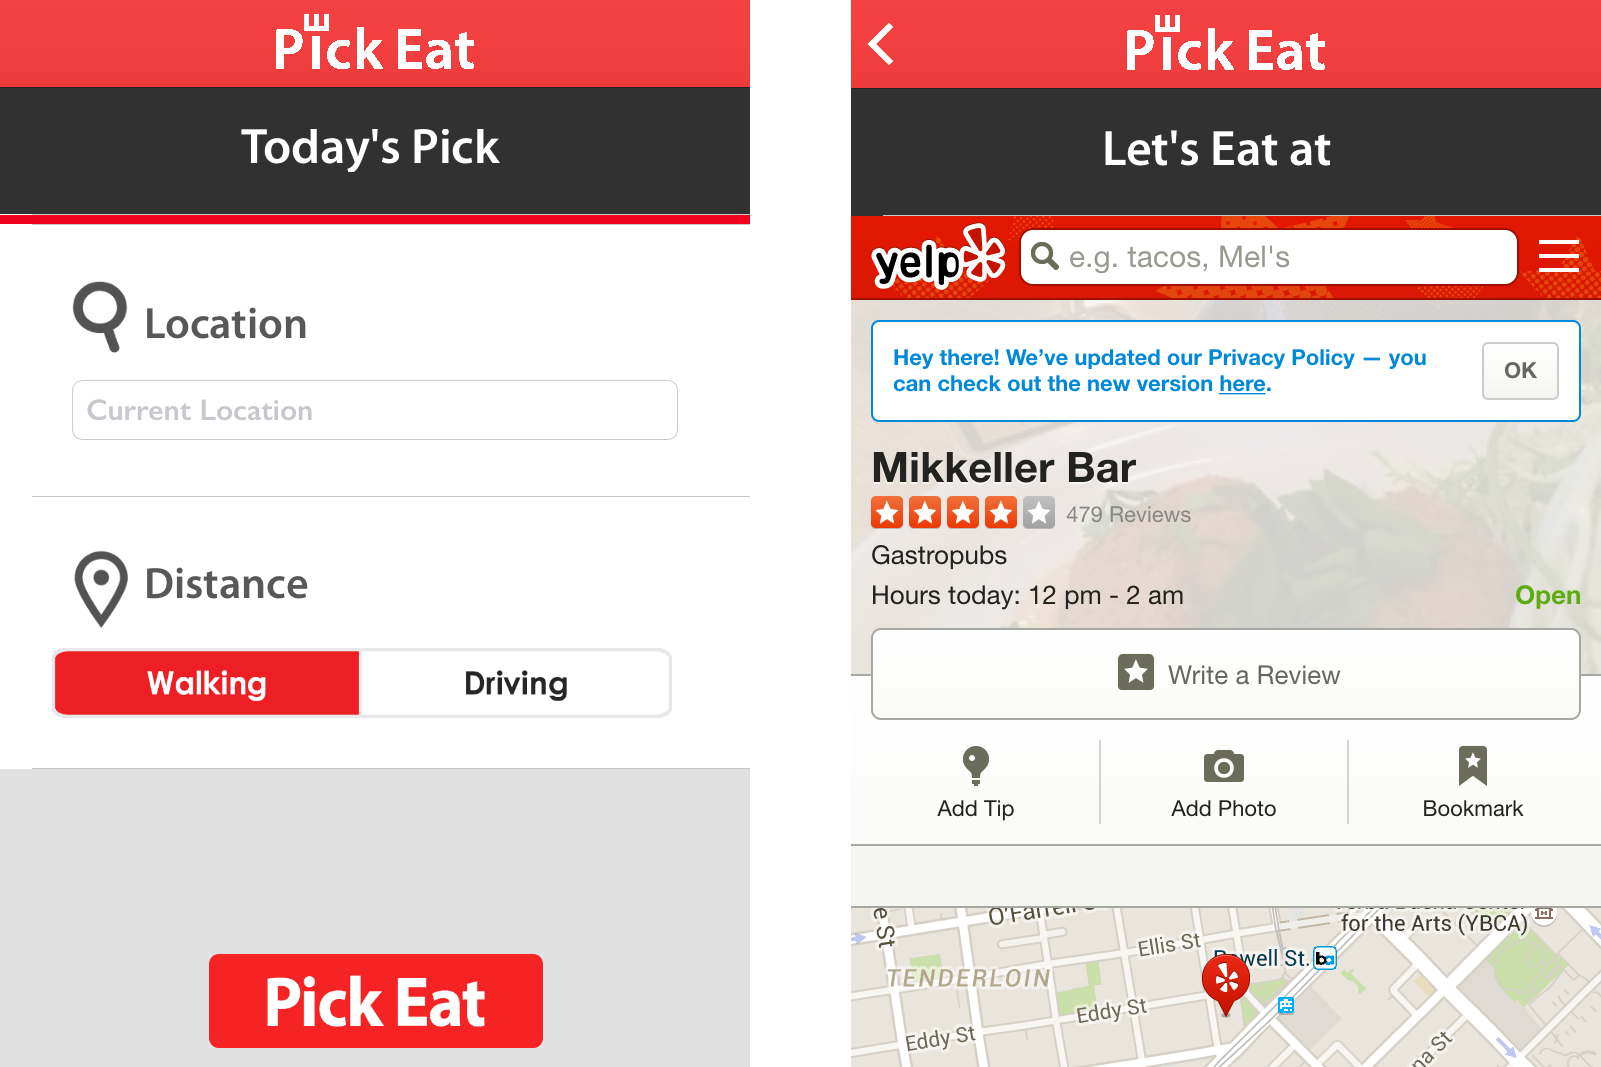 Pick Eat
Today's Pick
Location
Current Location
Distance
Walking
Driving
Pick Eat
Pick Eat
Let's Eat at
yelp
e.g. tacos, Mel's
Hey there! We’ve updated our Privacy Policy — you
can check out the new version here.
OK
Mikkeller Bar
479 Reviews
Gastropubs
Hours today: 12 pm - 2 am
Open
Write a Review
Add Tip
Add Photo
Bookmark
e St
O'Farrell S
for the Arts (YBCA)
Ellis St
Powell St.
ba
TENDERLOIN
Eddy St
Eddy St
na St